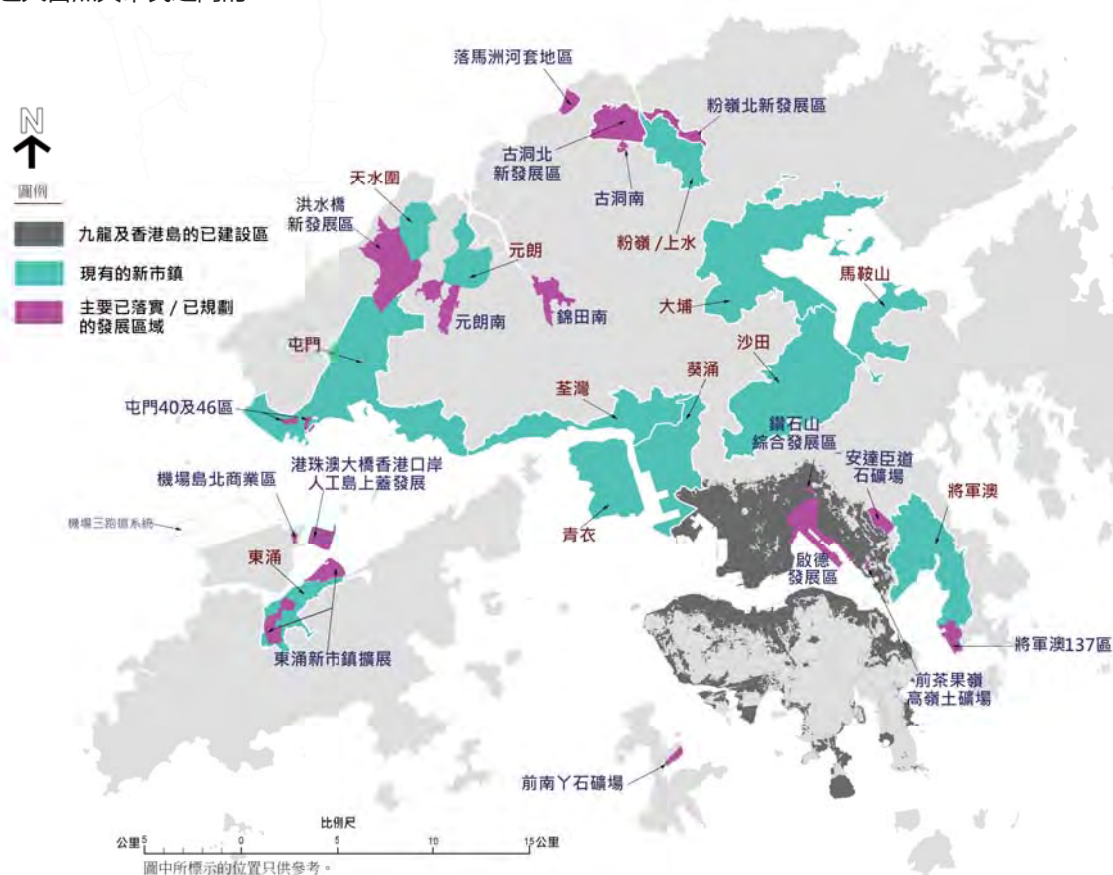 N
圖例
九龍及香港島的已建設區
現有的新市鎮
主要已落實 / 已規劃
的發展區域
落馬洲河套地區
粉嶺北新發展區
古洞北
新發展區
古洞南
天水圍
洪水橋
新發展區
粉嶺 /上水
元朗
馬鞍山
大埔
元朗南
錦田南
沙田
屯門
葵涌
荃灣
屯門40及46區
鑽石山
綜合發展區
安達臣道
石礦場
港珠澳大橋香港口岸
人工島上蓋發展
機場島北商業區
將軍澳
機場三跑道系統
青衣
東涌
啟德
發展區
東涌新市鎮擴展
將軍澳137區
前茶果嶺
高嶺土礦場
前南丫石礦場
比例尺
公里 5 0 5 10 15 公里
圖中所標示的位置只供參考。